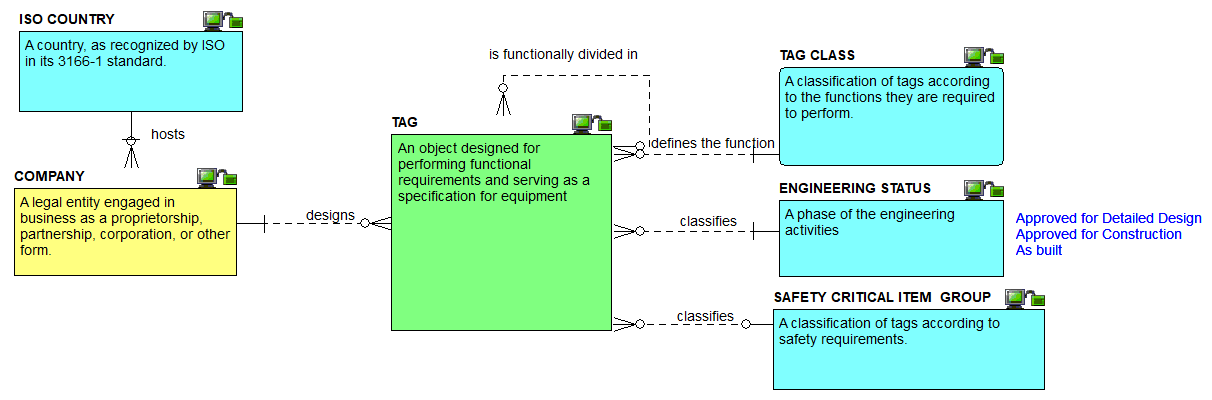 ISO COUNTRY
A country, as recognized by ISO
in its 3166-1 standard.
hosts
COMPANY
A legal entity engaged in
business as a proprietorship,
partnership, corporation, or other
form.
designs
is functionally divided in
TAG
An object designed for
performing functional
requirements and serving as a
specification for equipment
defines the function
classifies
classifies
TAG CLASS
A classification of tags according
to the functions they are required
to perform.
ENGINEERING STATUS
A phase of the engineering
activities
Approved for Detailed Design
Approved for Construction
As built
SAFETY CRITICAL ITEM GROUP
A classification of tags according to
safety requirements.